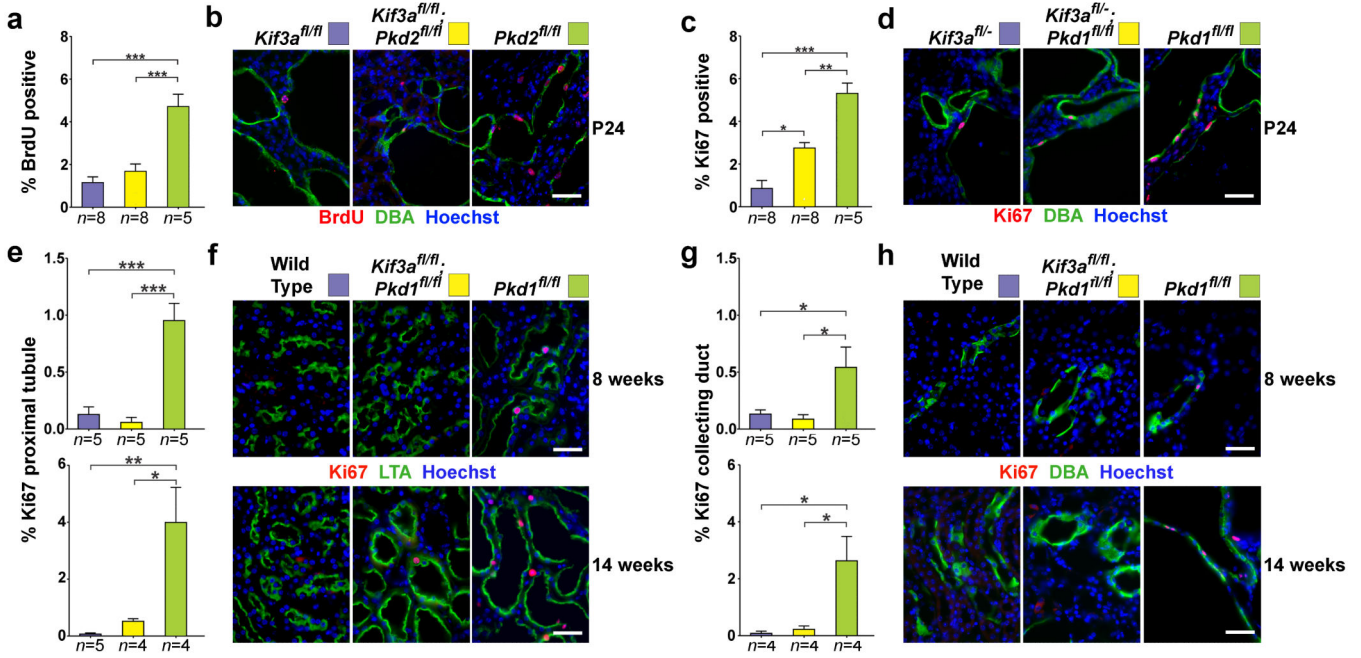 a
% BrdU positive
8
6
4
2
0
***
***
n=8
n=8
n=5
b
Kif3a^fl/fl
Kif3a^fl/fl;
Pkd2^fl/fl
Pkd2^fl/fl
P24
BrdU DBA Hoechst
c
% Ki67 positive
8
6
4
2
0
***
**
*
n=8
n=8
n=5
d
Kif3a^fl/-
Kif3a^fl/-;
Pkd1^fl/fl
Pkd1^fl/fl
P24
Ki67 DBA Hoechst
e
% Ki67 proximal tubule
1.5
1.0
0.5
0.0
***
***
n=5
n=5
n=5
6
4
2
0
**
*
n=5
n=4
n=4
f
Wild
Type
Kif3a^fl/fl;
Pkd1^fl/fl
Pkd1^fl/fl
8 weeks
Ki67 LTA Hoechst
14 weeks
g
% Ki67 collecting duct
1.5
1.0
0.5
0.0
*
*
n=5
n=5
n=5
6
4
2
0
*
*
n=4
n=4
n=4
h
Wild
Type
Kif3a^fl/fl;
Pkd1^fl/fl
Pkd1^fl/fl
8 weeks
Ki67 DBA Hoechst
14 weeks